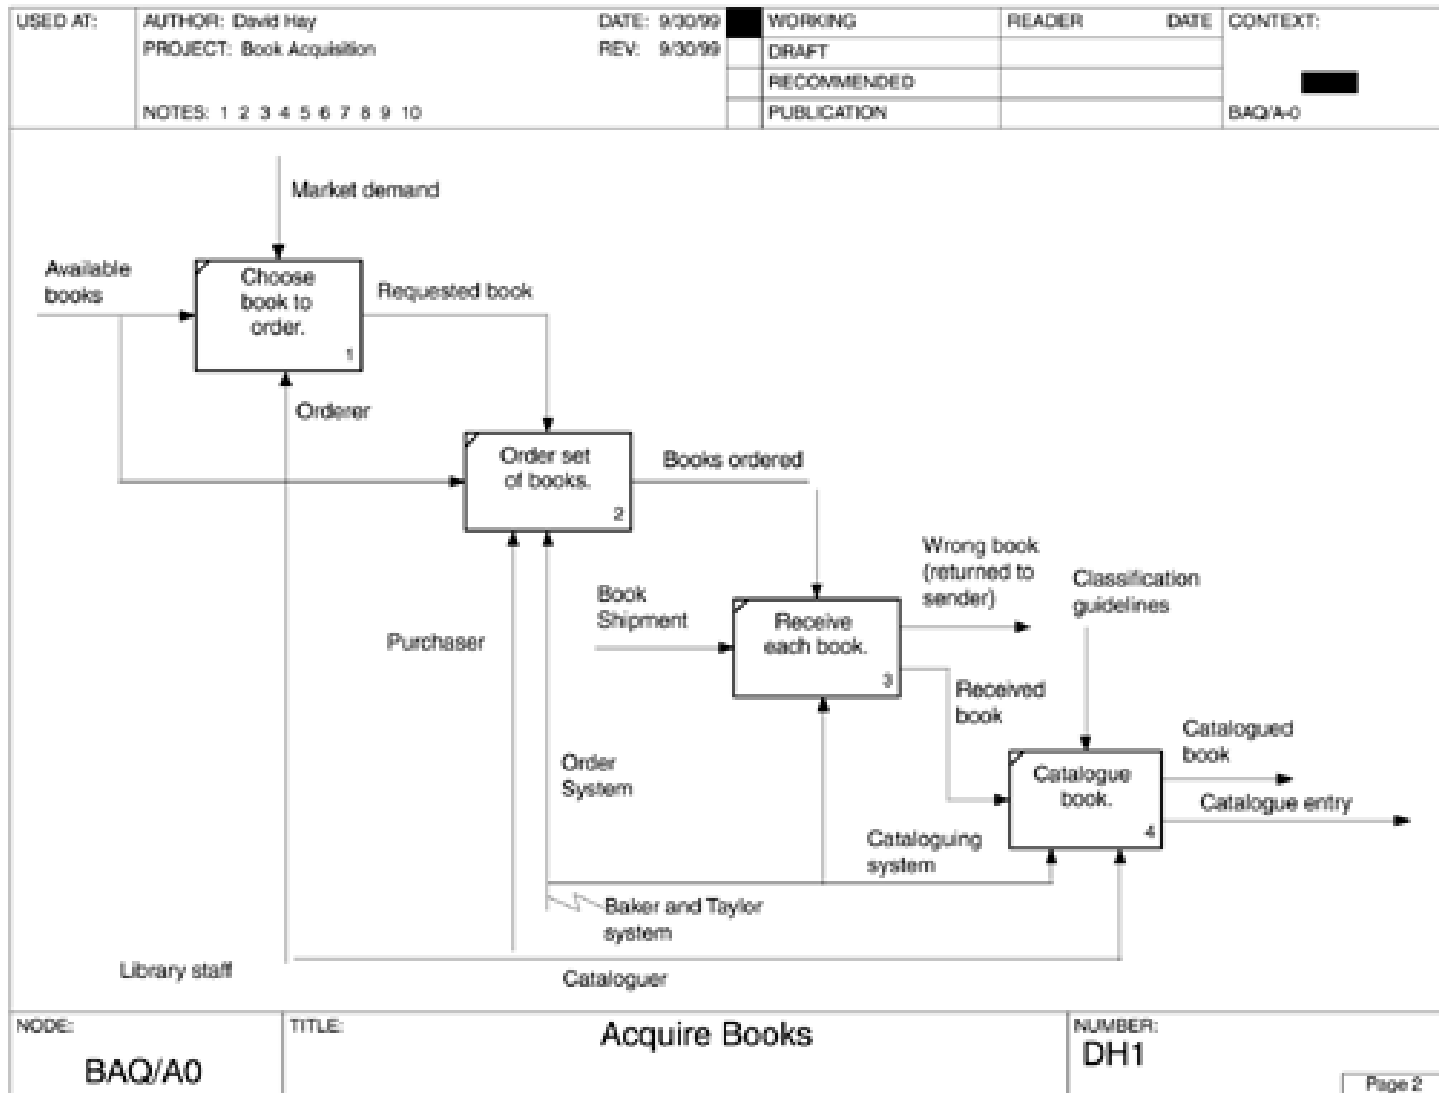 USED AT:
AUTHOR: David Hay
DATE: 9/30/99
WORKING
READER
DATE
CONTEXT:
PROJECT: Book Acquisition
REV: 9/30/99
DRAFT
RECOMMENDED
NOTES: 1 2 3 4 5 6 7 8 9 10
PUBLICATION
BAQ/A-0
Market demand
Available
books
Choose
book to
order.
1
Requested book
Orderer
Order set
of books.
2
Books ordered
Wrong book
(returned to
sender)
Classification
guidelines
Book
Shipment
Receive
each book.
3
Purchaser
Received
book
Order
System
Catalogued
book
Catalogue
book.
4
Catalogue entry
Cataloguing
system
Baker and Taylor
system
Library staff
Cataloguer
NODE:
BAQ/A0
TITLE:
Acquire Books
NUMBER:
DH1
Page 2